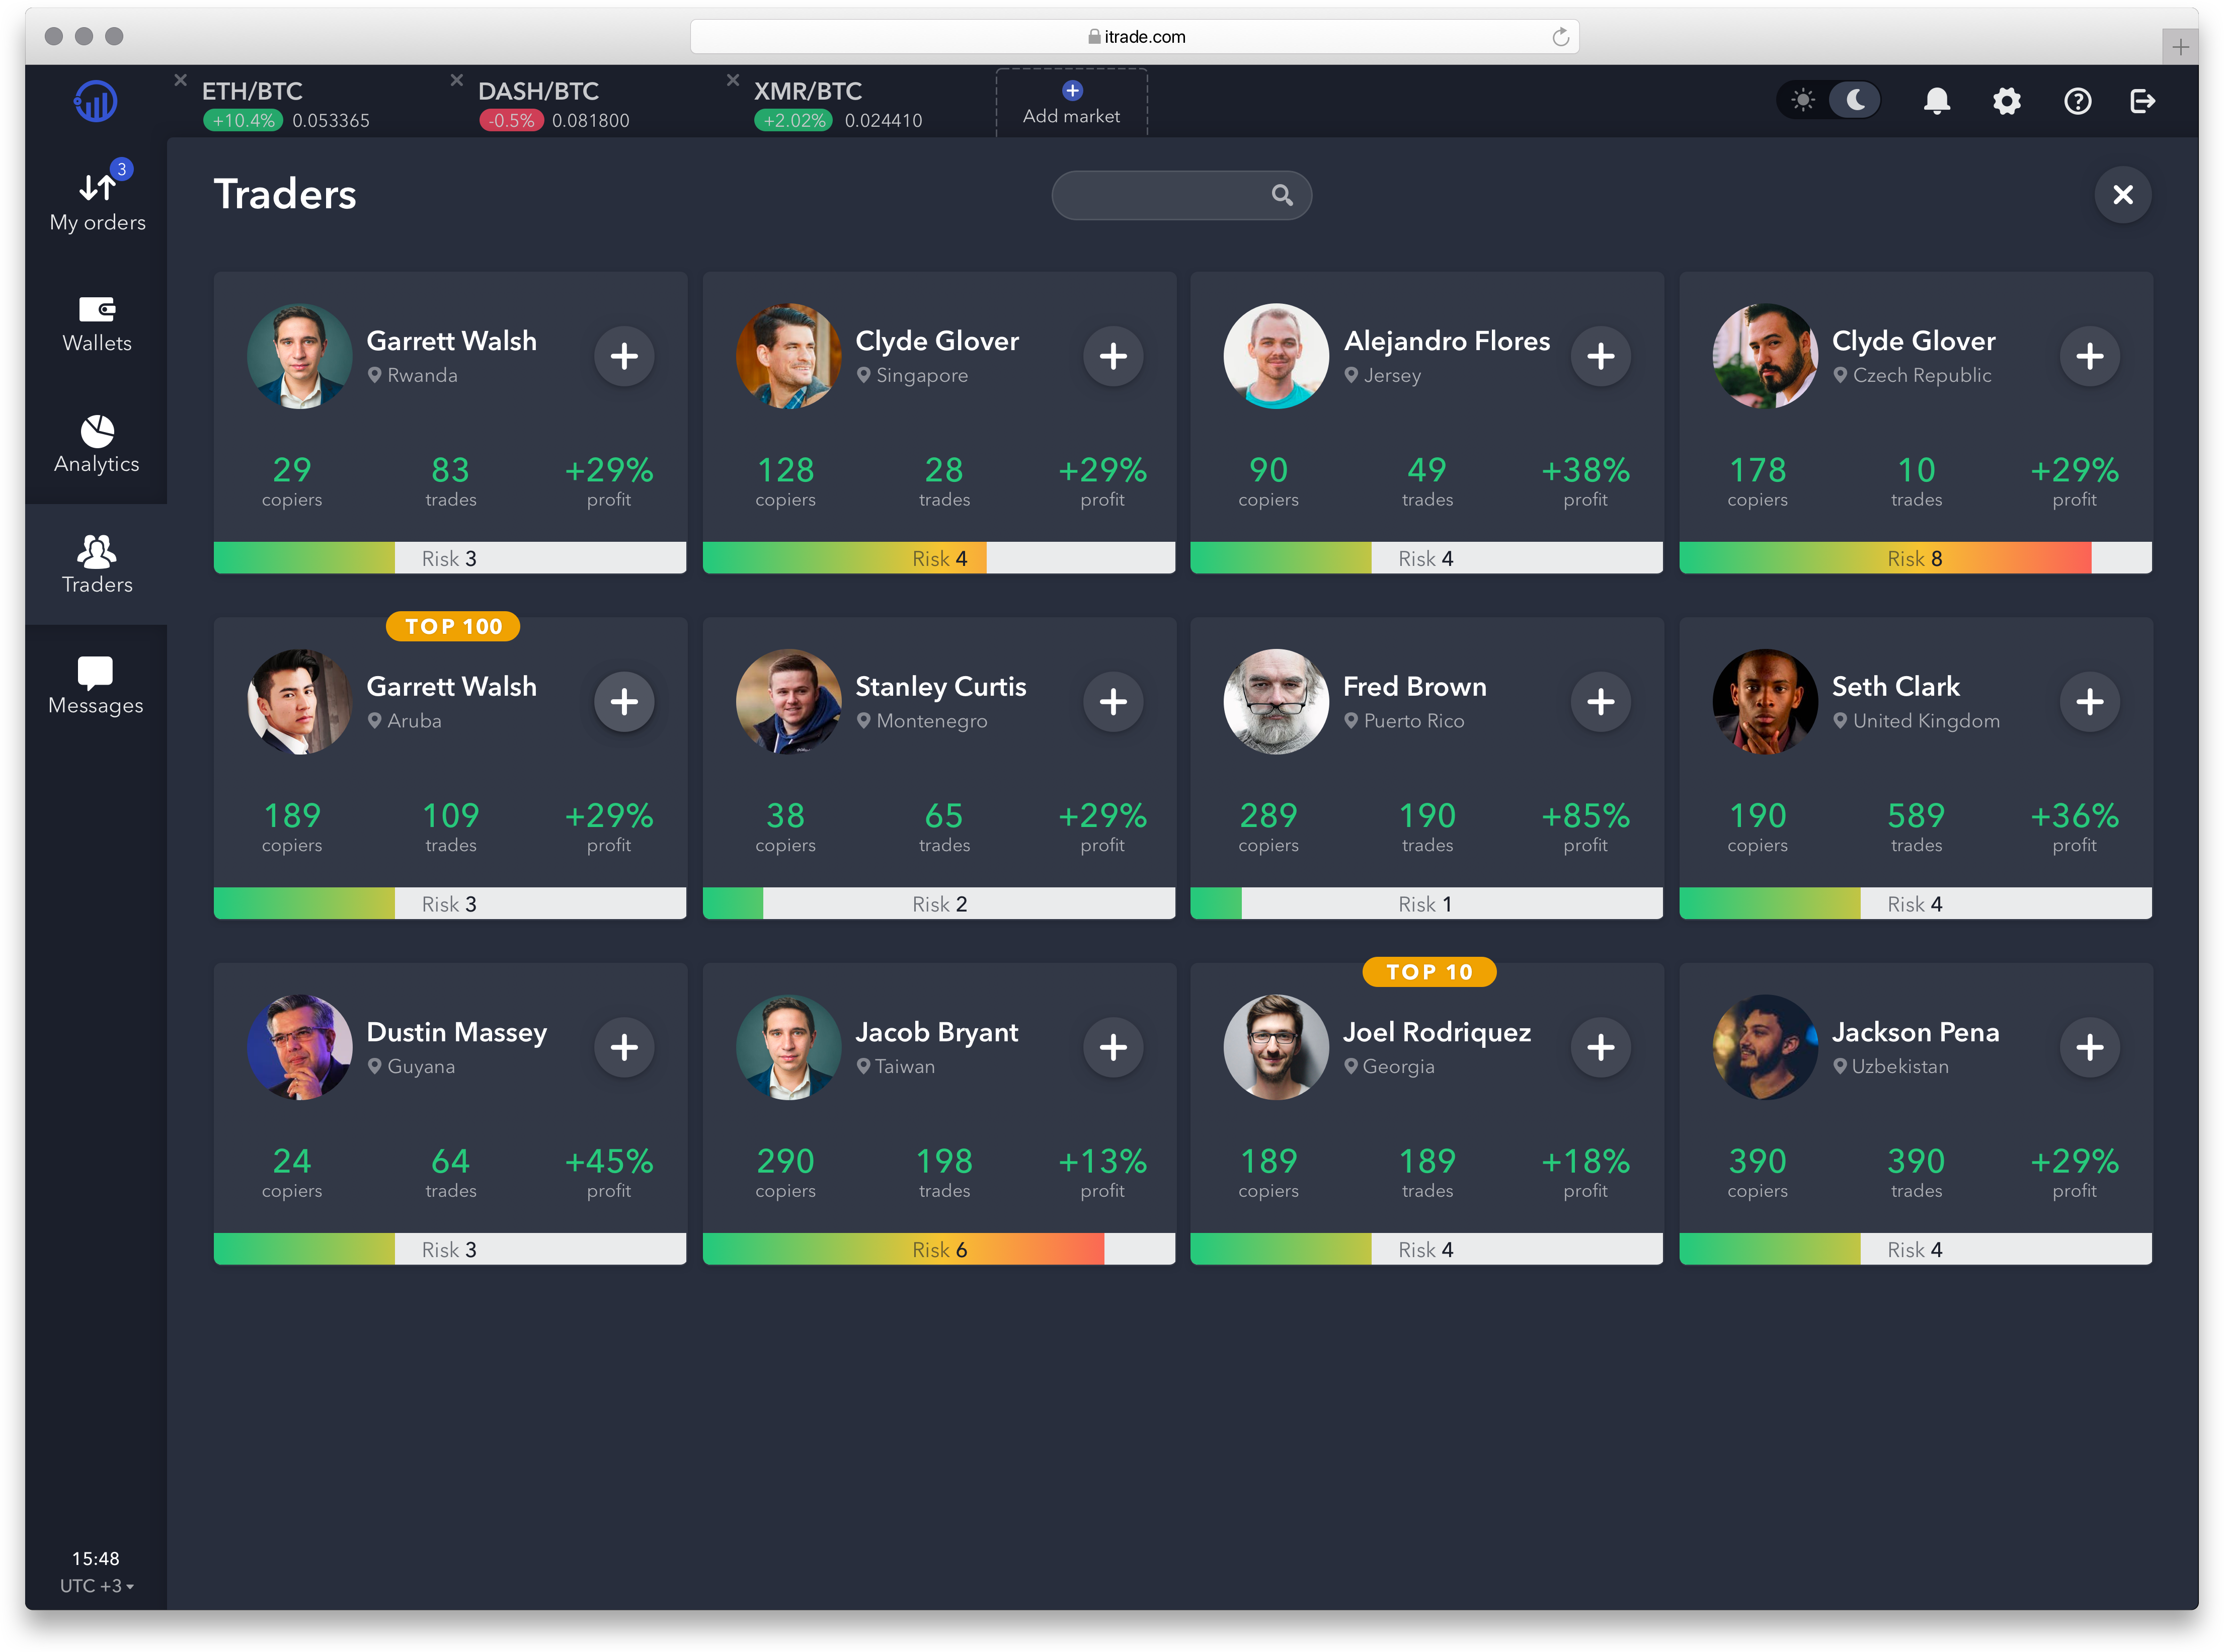 itrade.com
ETH/BTC
+10.4% 0.053365
DASH/BTC
-0.5% 0.081800
XMR/BTC
+2.02% 0.024410
Add market
3
My orders
Wallets
Analytics
Traders
Messages
15:48
UTC +3
Traders
Garrett Walsh
Rwanda
29 83 +29%
copiers trades profit
Risk 3
Clyde Glover
Singapore
128 28 +29%
copiers trades profit
Risk 4
Alejandro Flores
Jersey
90 49 +38%
copiers trades profit
Risk 4
Clyde Glover
Czech Republic
178 10 +29%
copiers trades profit
Risk 8
TOP 100
Garrett Walsh
Aruba
189 109 +29%
copiers trades profit
Risk 3
Stanley Curtis
Montenegro
38 65 +29%
copiers trades profit
Risk 2
Fred Brown
Puerto Rico
289 190 +85%
copiers trades profit
Risk 1
Seth Clark
United Kingdom
190 589 +36%
copiers trades profit
Risk 4
Dustin Massey
Guyana
24 64 +45%
copiers trades profit
Risk 3
Jacob Bryant
Taiwan
290 198 +13%
copiers trades profit
Risk 6
TOP 10
Joel Rodriquez
Georgia
189 189 +18%
copiers trades profit
Risk 4
Jackson Pena
Uzbekistan
390 390 +29%
copiers trades profit
Risk 4